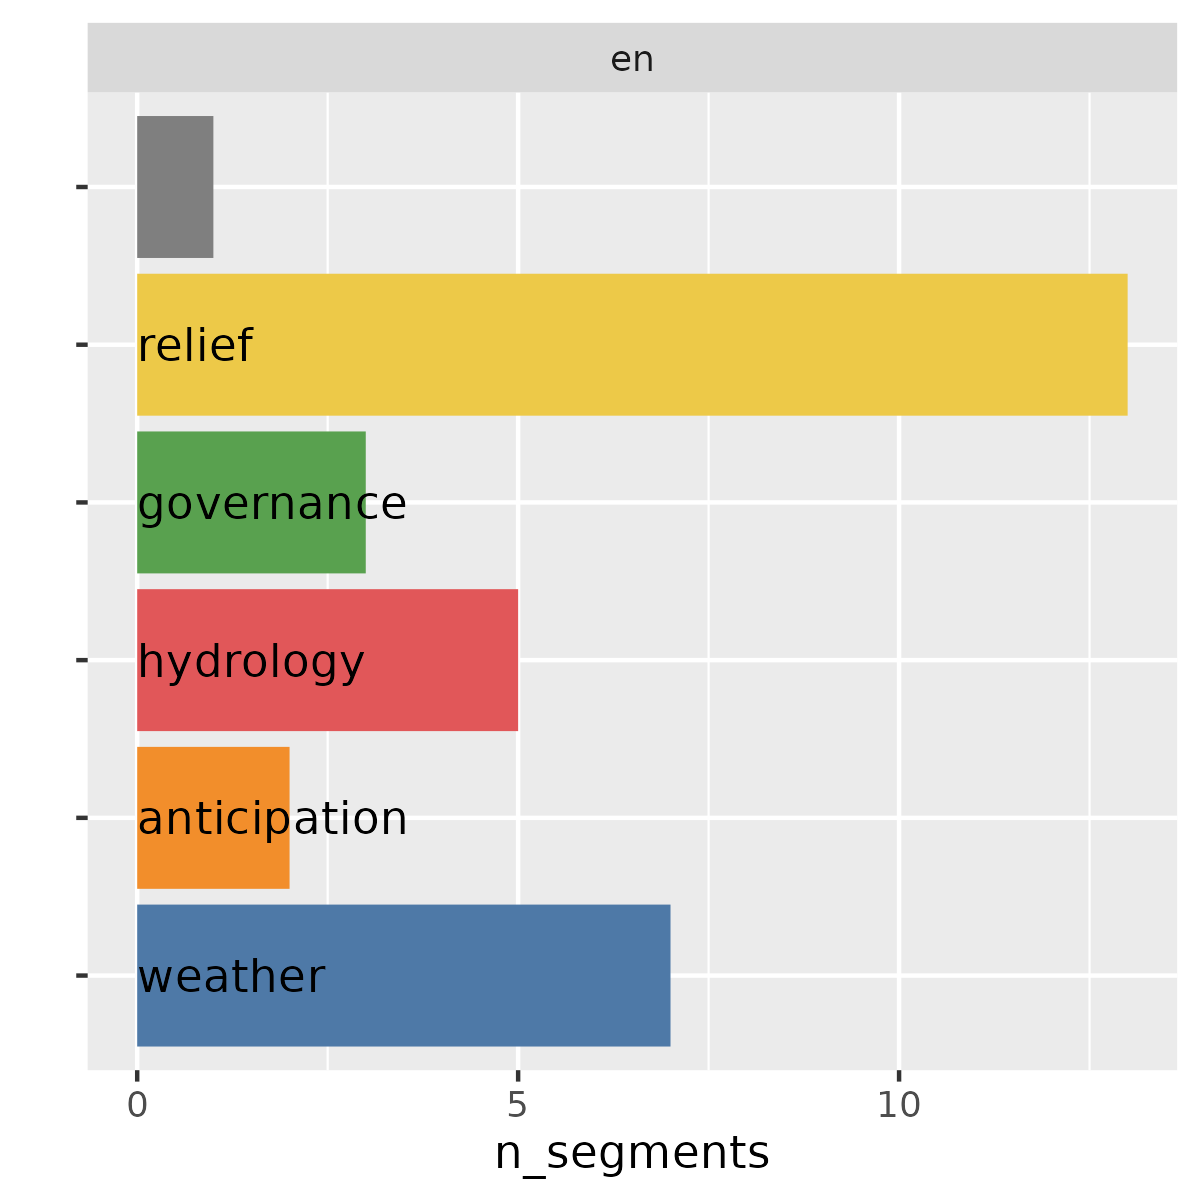 en
relief
governance
hydrology
anticipation
weather
0 5 10
n_segments